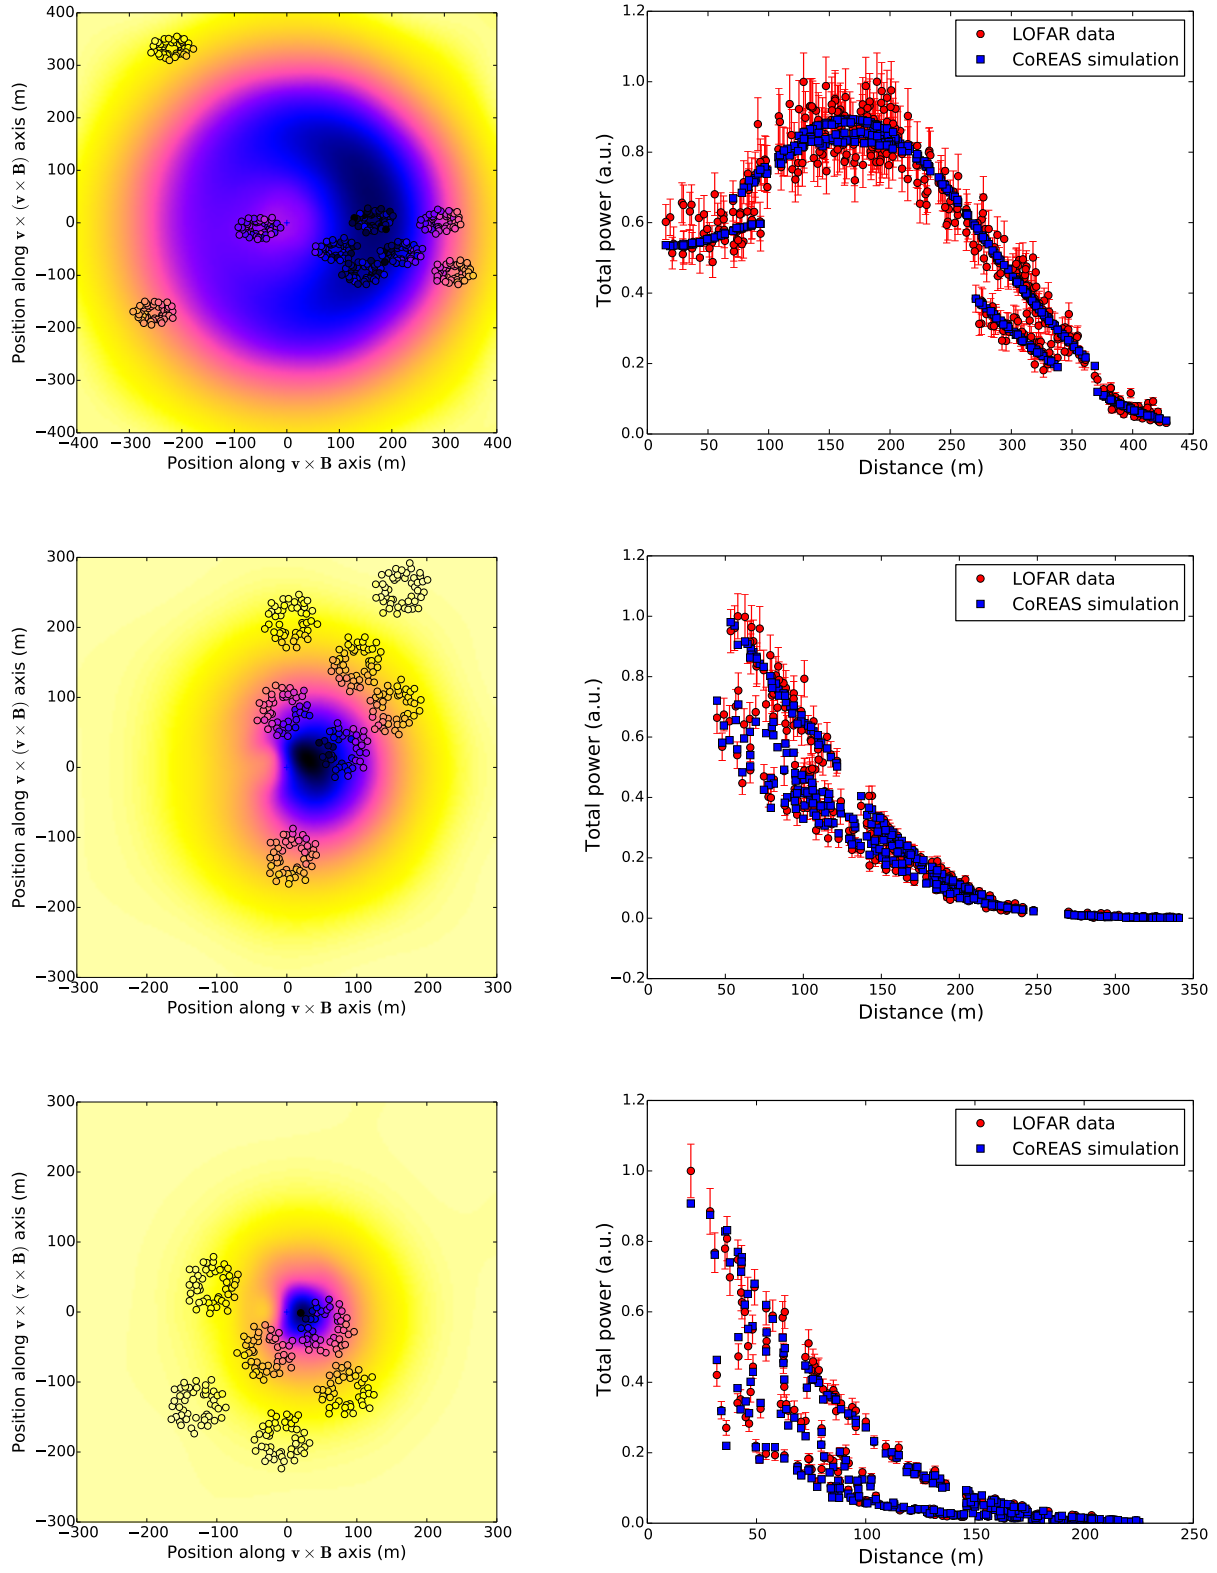 400
300
200
100
0
−100
−200
−300
−400
−400 −300 −200 −100 0 100 200 300 400
Position along v × B axis (m)
Position along v × (v × B) axis (m)
1.2
1.0
0.8
0.6
0.4
0.2
0.0
0 50 100 150 200 250 300 350 400 450
Distance (m)
Total power (a.u.)
LOFAR data
CoREAS simulation
300
200
100
0
−100
−200
−300
−300 −200 −100 0 100 200 300
Position along v × B axis (m)
Position along v × (v × B) axis (m)
1.2
1.0
0.8
0.6
0.4
0.2
0.0
−0.2
0 50 100 150 200 250 300 350
Distance (m)
Total power (a.u.)
LOFAR data
CoREAS simulation
300
200
100
0
−100
−200
−300
−300 −200 −100 0 100 200 300
Position along v × B axis (m)
Position along v × (v × B) axis (m)
1.2
1.0
0.8
0.6
0.4
0.2
0.0
0 50 100 150 200 250
Distance (m)
Total power (a.u.)
LOFAR data
CoREAS simulation